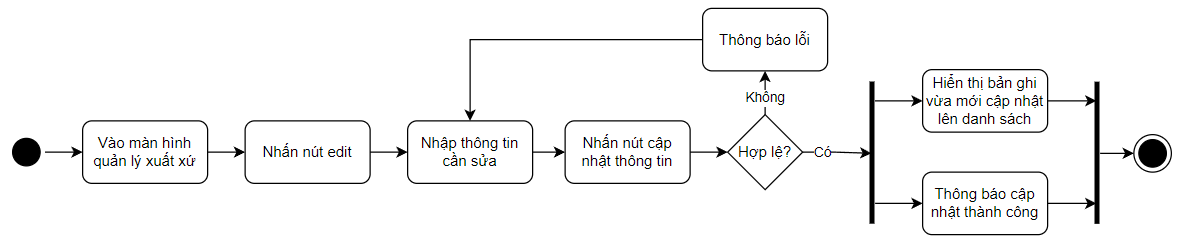 Thông báo lỗi
Không
Vào màn hình
quản lý xuất xứ
Nhấn nút edit
Nhập thông tin
cần sửa
Nhấn nút cập
nhật thông tin
Hợp lệ?
Có
Hiển thị bản ghi
vừa mới cập nhật
lên danh sách
Thông báo cập
nhật thành công